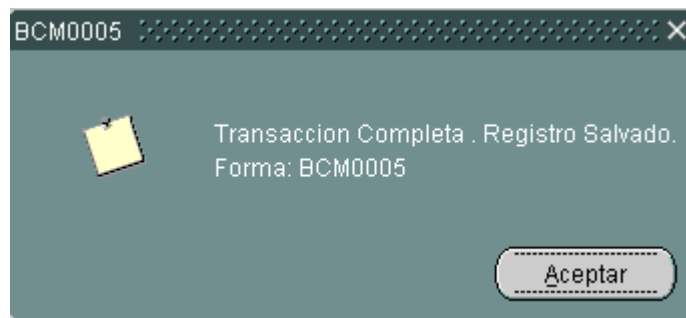 BCM0005
Transaccion Completa . Registro Salvado.
Forma: BCM0005
Aceptar